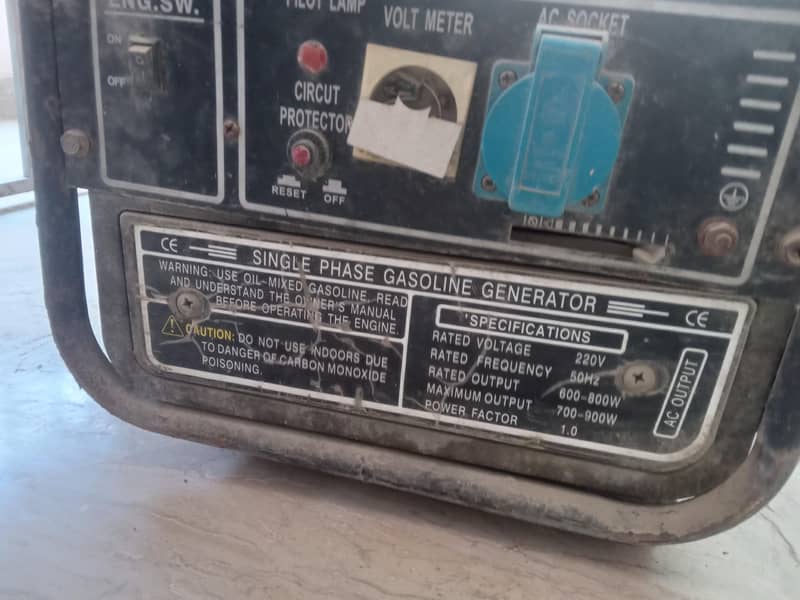 ENG.SW.
ON
OFF
PILOT LAMP
CIRCUT
PROTECTOR
RESET
OFF
VOLT METER
AC SOCKET
CE
SINGLE PHASE GASOLINE GENERATOR
CE
WARNING: USE OIL-MIXED GASOLINE, READ
AND UNDERSTAND THE OWNER'S MANUAL
BEFORE OPERATING THE ENGINE.
CAUTION: DO NOT USE INDOORS DUE
TO DANGER OF CARBON MONOXIDE
POISONING.
'SPECIFICATIONS
RATED VOLTAGE 220V
RATED FREQUENCY 50Hz
RATED OUTPUT 600-800W
MAXIMUM OUTPUT 700-900W
POWER FACTOR 1.0
AC OUTPUT